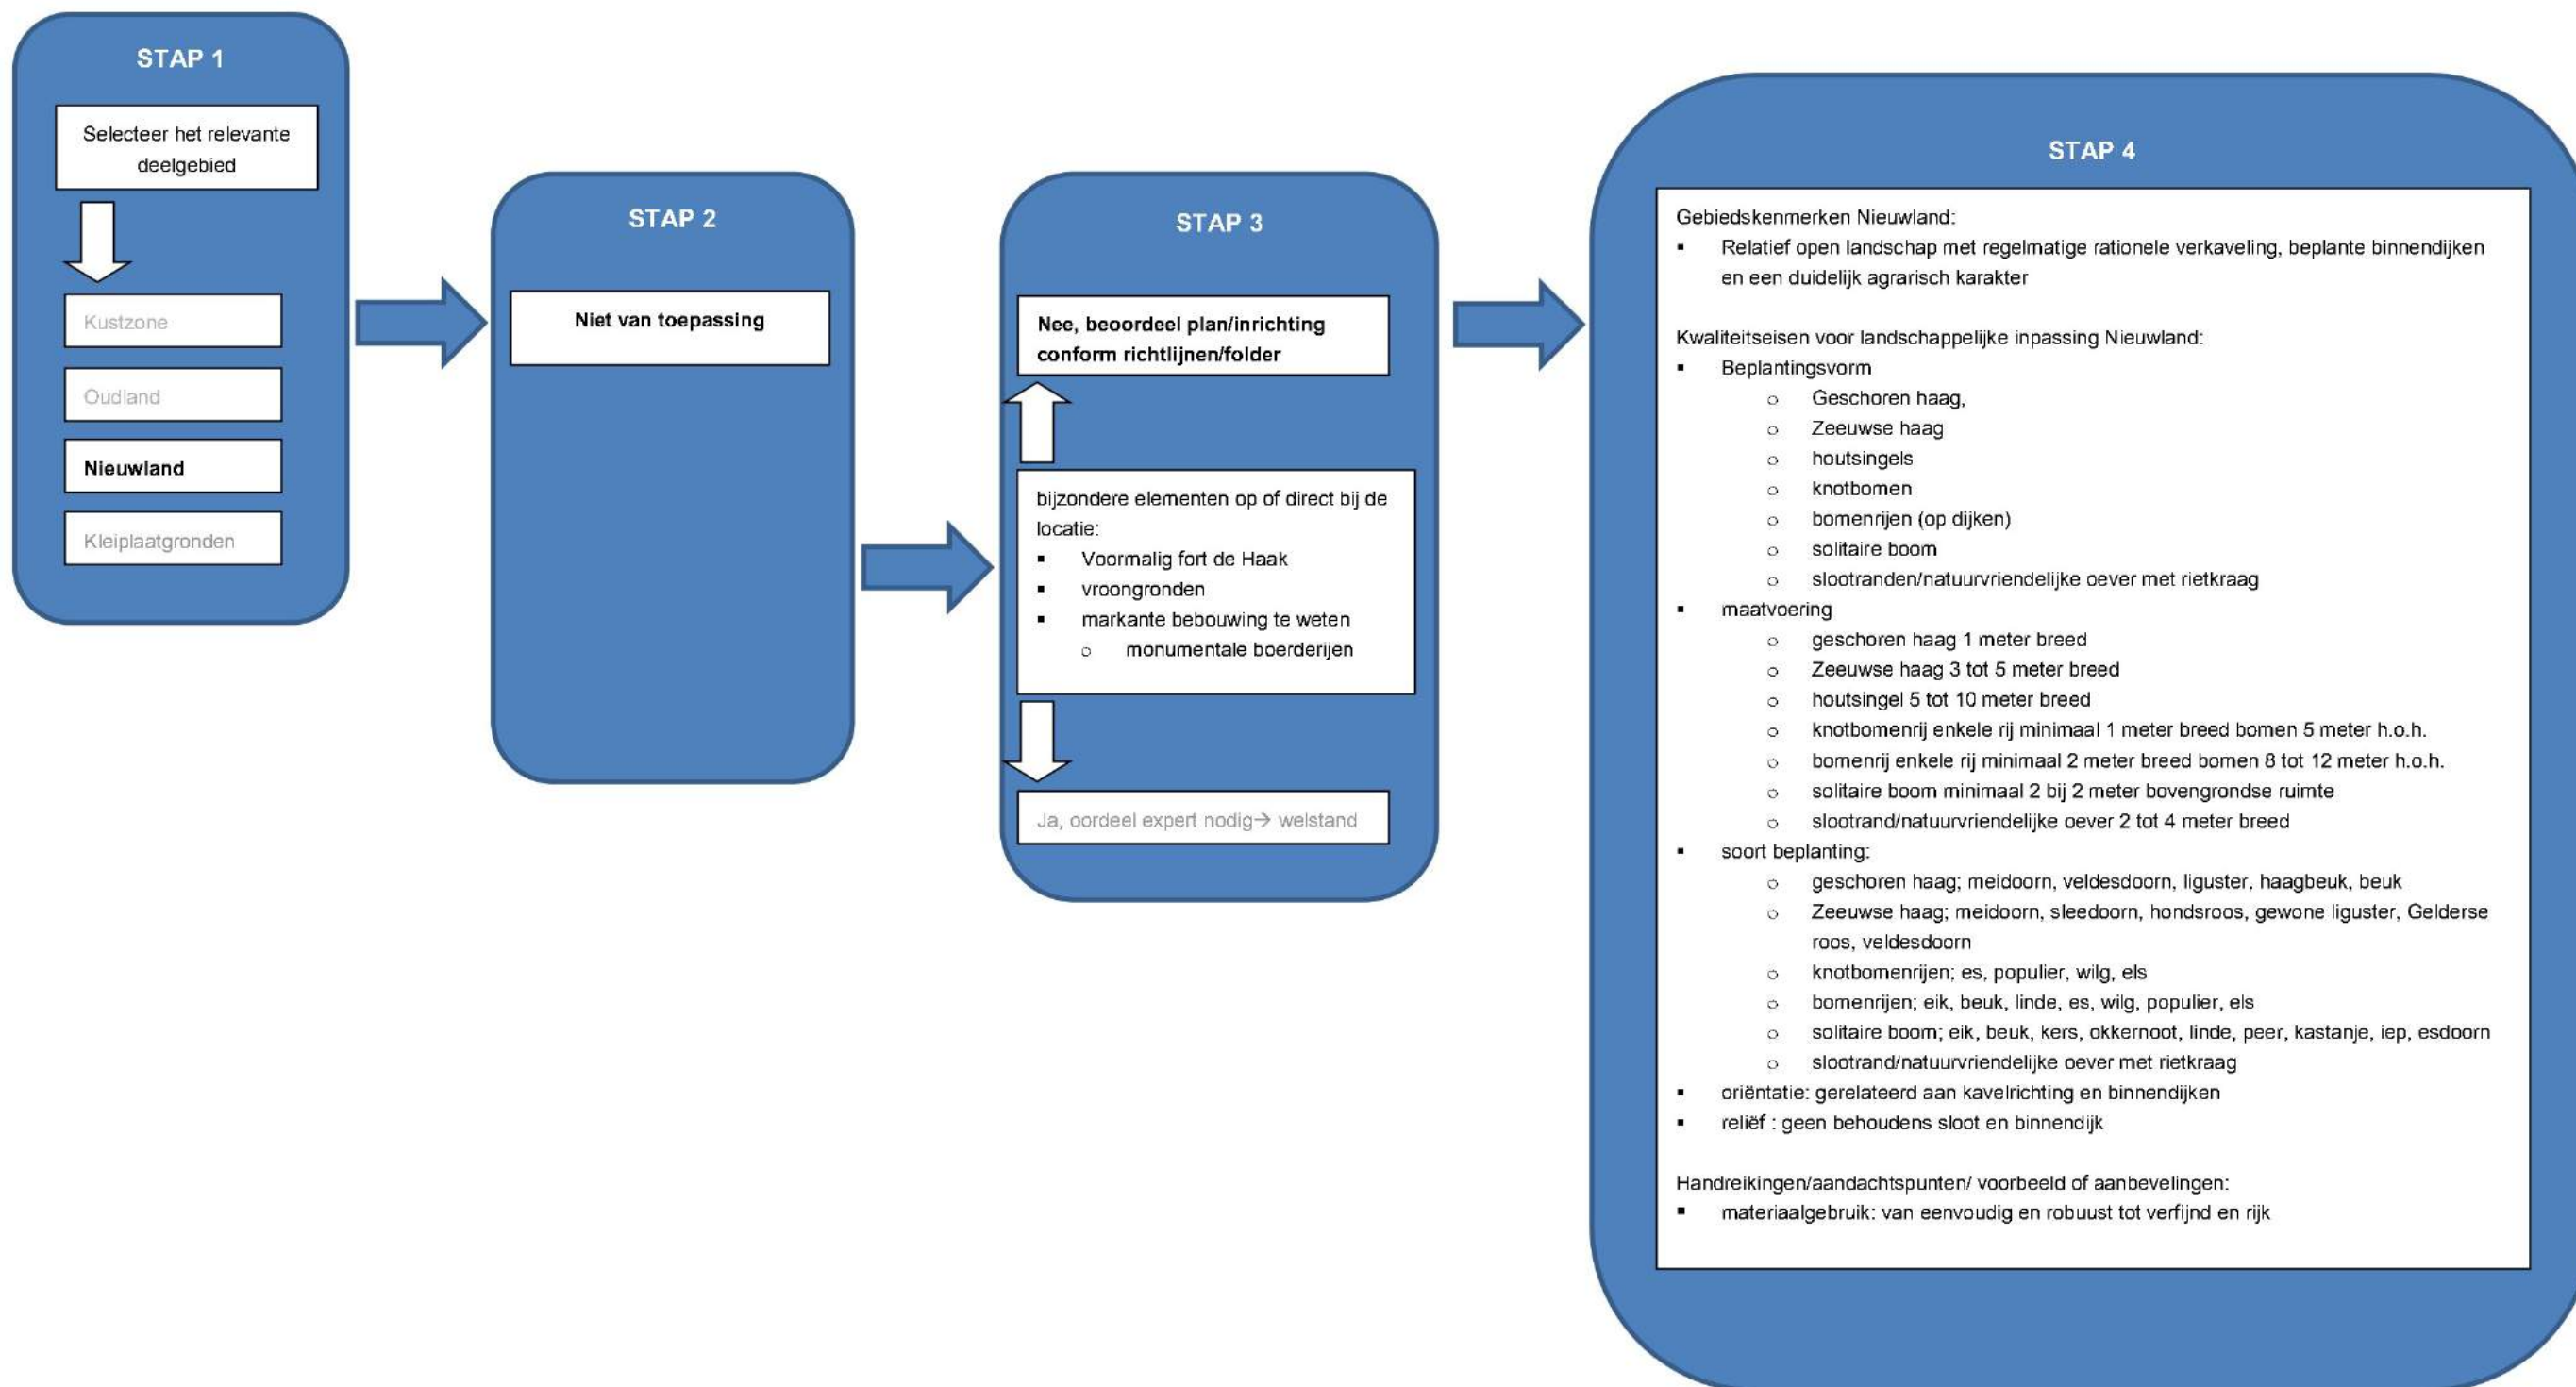 STAP 1
Selecteer het relevante
deelgebied
Kustzone
Oudland
Nieuwland
Kleiplaatgronden
STAP 2
Niet van toepassing
STAP 3
Nee, beoordeel plan/inrichting
conform richtlijnen/folder
bijzondere elementen op of direct bij de
locatie:
▪ Voormalig fort de Haak
▪ vroongronden
▪ markante bebouwing te weten
o monumentale boerderijen
Ja, oordeel expert nodig→ welstand
STAP 4
Gebiedskenmerken Nieuwland:
▪ Relatief open landschap met regelmatige rationele verkaveling, beplante binnendijken
en een duidelijk agrarisch karakter
Kwaliteitseisen voor landschappelijke inpassing Nieuwland:
▪ Beplantingsvorm
o Geschoren haag,
o Zeeuwse haag
o houtsingels
o knotbomen
o bomenrijen (op dijken)
o solitaire boom
o slootranden/natuurvriendelijke oever met rietkraag
▪ maatvoering
o geschoren haag 1 meter breed
o Zeeuwse haag 3 tot 5 meter breed
o houtsingel 5 tot 10 meter breed
o knotbomenrij enkele rij minimaal 1 meter breed bomen 5 meter h.o.h.
o bomenrij enkele rij minimaal 2 meter breed bomen 8 tot 12 meter h.o.h.
o solitaire boom minimaal 2 bij 2 meter bovengrondse ruimte
o slootrand/natuurvriendelijke oever 2 tot 4 meter breed
▪ soort beplanting:
o geschoren haag; meidoorn, veldesdoorn, liguster, haagbeuk, beuk
o Zeeuwse haag; meidoorn, sleedoorn, hondsroos, gewone liguster, Gelderse
roos, veldesdoorn
o knotbomenrijen; es, populier, wilg, els
o bomenrijen; eik, beuk, linde, es, wilg, populier, els
o solitaire boom; eik, beuk, kers, okkernoot, linde, peer, kastanje, iep, esdoorn
o slootrand/natuurvriendelijke oever met rietkraag
▪ oriëntatie: gerelateerd aan kavelrichting en binnendijken
▪ reliëf : geen behoudens sloot en binnendijk
Handreikingen/aandachtspunten/ voorbeeld of aanbevelingen:
▪ materiaalgebruik: van eenvoudig en robuust tot verfijnd en rijk